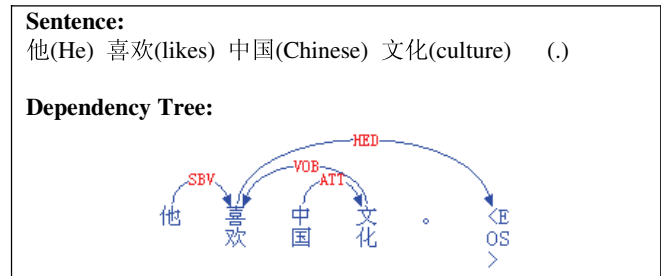 Sentence:
他(He) 喜欢(likes) 中国(Chinese) 文化(culture) (.)
Dependency Tree:
HED
VOB
SBV ATT
他 喜欢 中国 文化 。 <EOS>